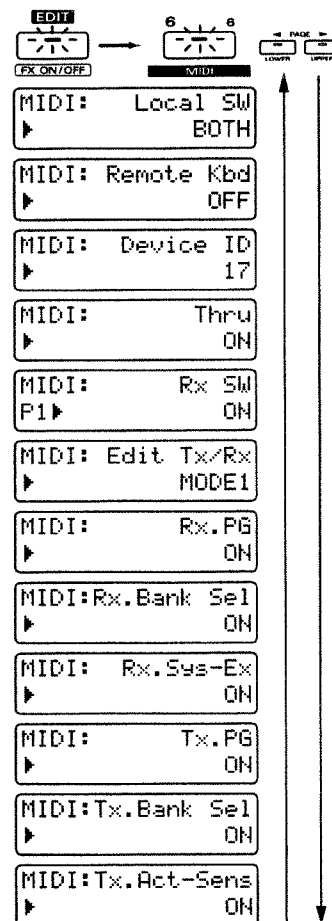 EDIT
6 6
◄ PAGE ►
FX ON/OFF
MIDI
LOWER UPPER
MIDI: Local SW
▶ BOTH
MIDI: Remote Kbd
▶ OFF
MIDI: Device ID
▶ 17
MIDI: Thru
▶ ON
MIDI: Rx SW
P1▶ ON
MIDI: Edit Tx/Rx
▶ MODE1
MIDI: Rx.PG
▶ ON
MIDI:Rx.Bank Sel
▶ ON
MIDI: Rx.Sys-Ex
▶ ON
MIDI: Tx.PG
▶ ON
MIDI:Tx.Bank Sel
▶ ON
MIDI:Tx.Act-Sens
▶ ON